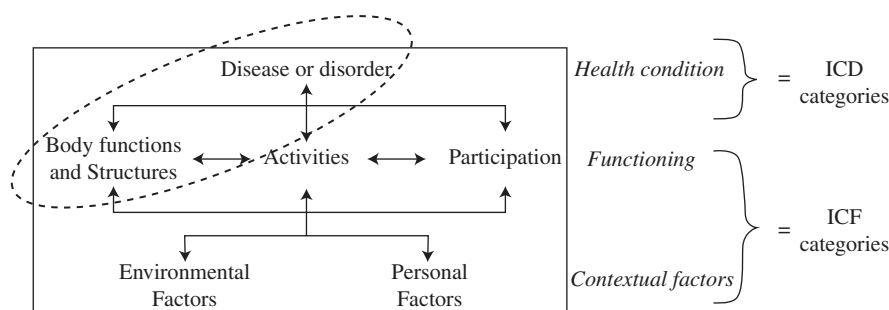 Disease or disorder
Health condition
=
ICD
categories
Body functions
and Structures
Activities
Participation
Functioning
=
ICF
categories
Environmental
Factors
Personal
Factors
Contextual factors